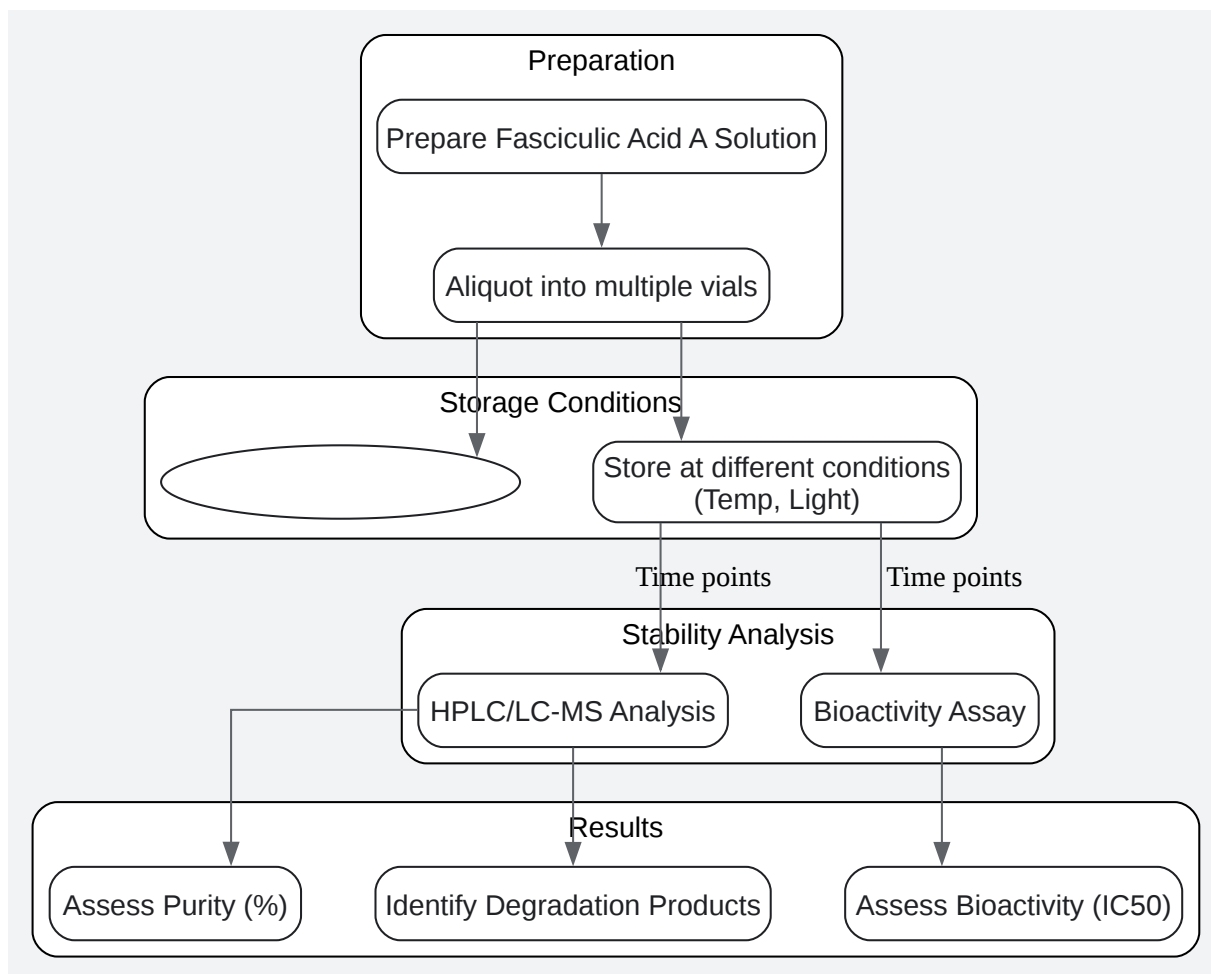 Preparation
Prepare Fasciculic Acid A Solution
Aliquot into multiple vials
Storage Conditions
Store at different conditions
(Temp, Light)
Time points
Time points
Stability Analysis
HPLC/LC-MS Analysis
Bioactivity Assay
Results
Assess Purity (%)
Identify Degradation Products
Assess Bioactivity (IC50)